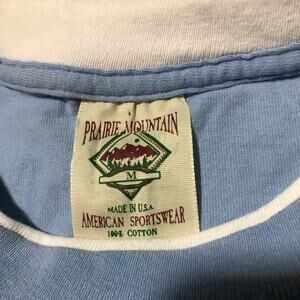 PRAIRIE MOUNTAIN
M
MADE IN U.S.A.
AMERICAN SPORTSWEAR
100% COTTON